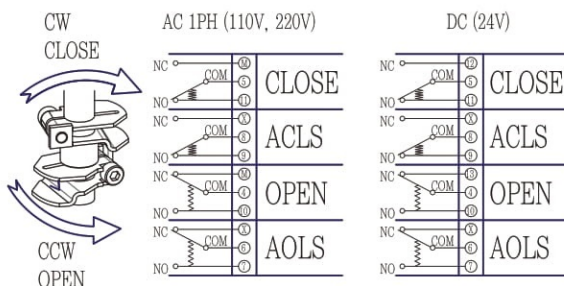 CW
CLOSE
CCW
OPEN
AC 1PH (110V, 220V)
NC M
COM 5 CLOSE
NO 11
NC X
COM 8 ACLS
NO 9
NC M
COM 4 OPEN
NO 10
NC X
COM 6 AOLS
NO 7
DC (24V)
NC 12
COM 5 CLOSE
NO 11
NC X
COM 8 ACLS
NO 9
NC 13
COM 4 OPEN
NO 10
NC X
COM 6 AOLS
NO 7